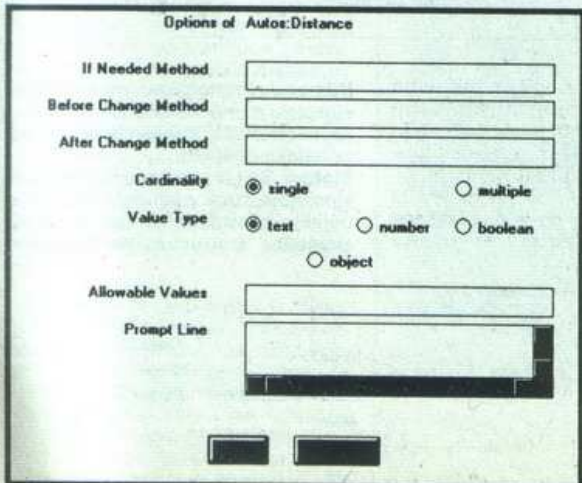 Options of Autos:Distance
If Needed Method
Before Change Method
After Change Method
Cardinality single multiple
Value Type text number boolean
object
Allowable Values
Prompt Line